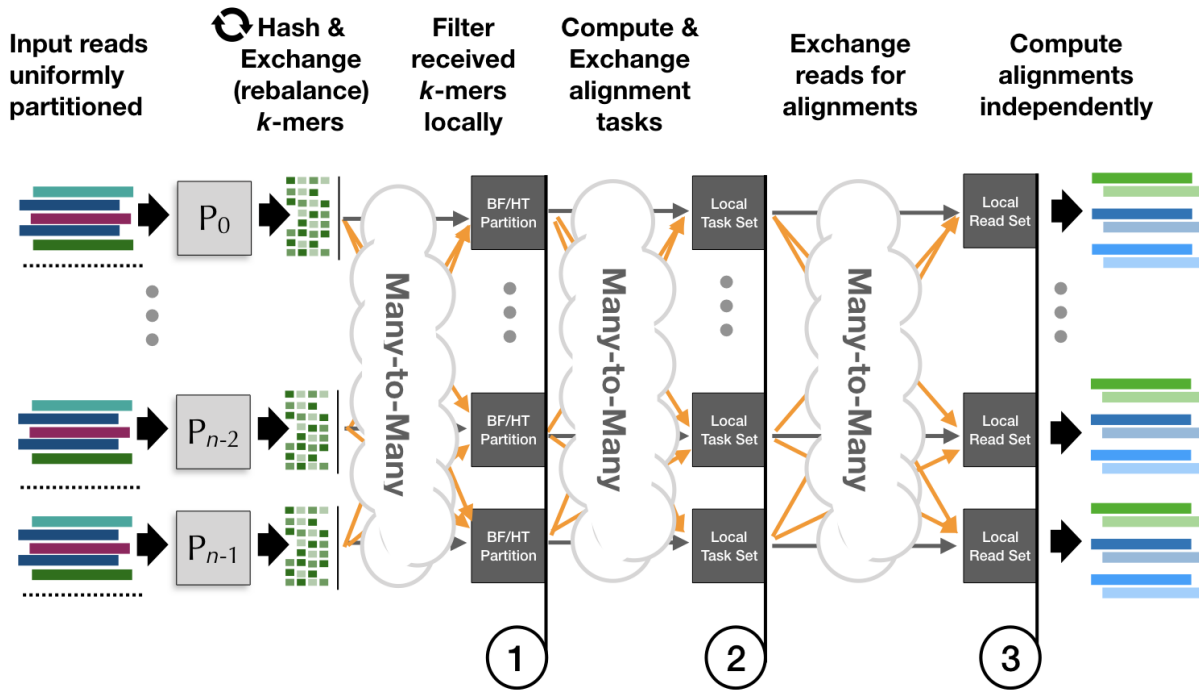 Input reads
uniformly
partitioned
Hash &
Exchange
(rebalance)
k-mers
Filter
received
k-mers
locally
Compute &
Exchange
alignment
tasks
Exchange
reads for
alignments
Compute
alignments
independently
P0
Many-to-Many
BF/HT
Partition
Many-to-Many
Local
Task Set
Many-to-Many
Local
Read Set
Pn-2
BF/HT
Partition
Local
Task Set
Local
Read Set
Pn-1
BF/HT
Partition
Local
Task Set
Local
Read Set
1
2
3